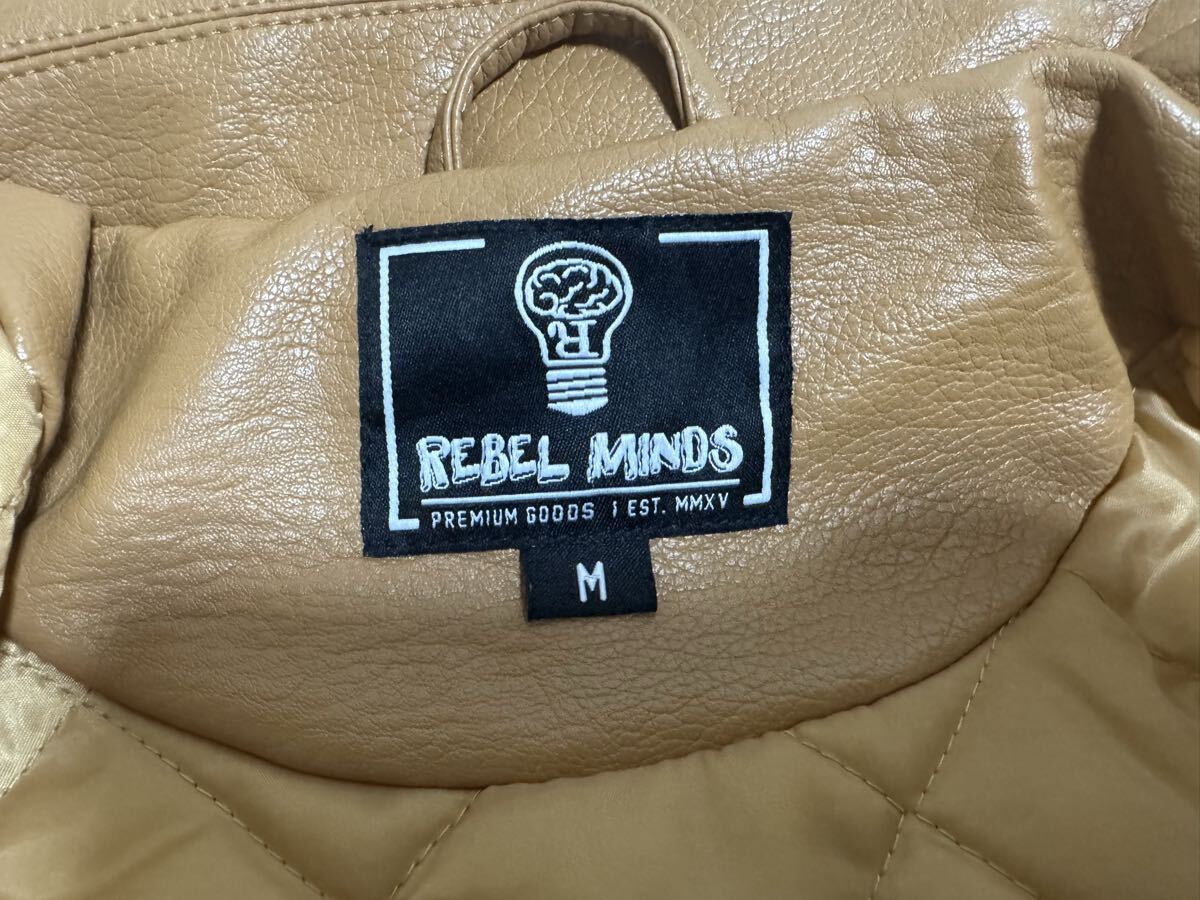 R
REBEL MINDS
PREMIUM GOODS | EST. MMXV
M